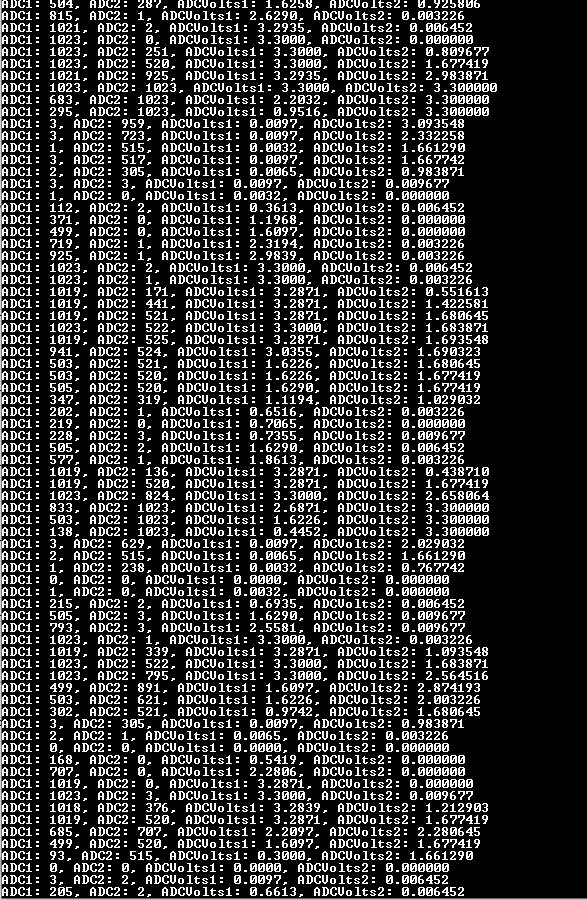 ADC1: 504, ADC2: 287, ADCVolts1: 1.6258, ADCVolts2: 0.925806
ADC1: 815, ADC2: 1, ADCVolts1: 2.6290, ADCVolts2: 0.003226
ADC1: 1021, ADC2: 2, ADCVolts1: 3.2935, ADCVolts2: 0.006452
ADC1: 1023, ADC2: 0, ADCVolts1: 3.3000, ADCVolts2: 0.000000
ADC1: 1023, ADC2: 251, ADCVolts1: 3.3000, ADCVolts2: 0.809677
ADC1: 1023, ADC2: 520, ADCVolts1: 3.3000, ADCVolts2: 1.677419
ADC1: 1021, ADC2: 925, ADCVolts1: 3.2935, ADCVolts2: 2.983871
ADC1: 1023, ADC2: 1023, ADCVolts1: 3.3000, ADCVolts2: 3.300000
ADC1: 683, ADC2: 1023, ADCVolts1: 2.2032, ADCVolts2: 3.300000
ADC1: 295, ADC2: 1023, ADCVolts1: 0.9516, ADCVolts2: 3.300000
ADC1: 3, ADC2: 959, ADCVolts1: 0.0097, ADCVolts2: 3.093548
ADC1: 3, ADC2: 723, ADCVolts1: 0.0097, ADCVolts2: 2.332258
ADC1: 1, ADC2: 515, ADCVolts1: 0.0032, ADCVolts2: 1.661290
ADC1: 3, ADC2: 517, ADCVolts1: 0.0097, ADCVolts2: 1.667742
ADC1: 2, ADC2: 305, ADCVolts1: 0.0065, ADCVolts2: 0.983871
ADC1: 3, ADC2: 3, ADCVolts1: 0.0097, ADCVolts2: 0.009677
ADC1: 1, ADC2: 0, ADCVolts1: 0.0032, ADCVolts2: 0.000000
ADC1: 112, ADC2: 2, ADCVolts1: 0.3613, ADCVolts2: 0.006452
ADC1: 371, ADC2: 0, ADCVolts1: 1.1968, ADCVolts2: 0.000000
ADC1: 499, ADC2: 0, ADCVolts1: 1.6097, ADCVolts2: 0.000000
ADC1: 719, ADC2: 1, ADCVolts1: 2.3194, ADCVolts2: 0.003226
ADC1: 925, ADC2: 1, ADCVolts1: 2.9839, ADCVolts2: 0.003226
ADC1: 1023, ADC2: 2, ADCVolts1: 3.3000, ADCVolts2: 0.006452
ADC1: 1023, ADC2: 1, ADCVolts1: 3.3000, ADCVolts2: 0.003226
ADC1: 1019, ADC2: 171, ADCVolts1: 3.2871, ADCVolts2: 0.551613
ADC1: 1019, ADC2: 441, ADCVolts1: 3.2871, ADCVolts2: 1.422581
ADC1: 1019, ADC2: 521, ADCVolts1: 3.2871, ADCVolts2: 1.680645
ADC1: 1023, ADC2: 522, ADCVolts1: 3.3000, ADCVolts2: 1.683871
ADC1: 1019, ADC2: 525, ADCVolts1: 3.2871, ADCVolts2: 1.693548
ADC1: 941, ADC2: 524, ADCVolts1: 3.0355, ADCVolts2: 1.690323
ADC1: 503, ADC2: 521, ADCVolts1: 1.6226, ADCVolts2: 1.680645
ADC1: 503, ADC2: 520, ADCVolts1: 1.6226, ADCVolts2: 1.677419
ADC1: 505, ADC2: 520, ADCVolts1: 1.6290, ADCVolts2: 1.677419
ADC1: 347, ADC2: 319, ADCVolts1: 1.1194, ADCVolts2: 1.029032
ADC1: 202, ADC2: 1, ADCVolts1: 0.6516, ADCVolts2: 0.003226
ADC1: 219, ADC2: 0, ADCVolts1: 0.7065, ADCVolts2: 0.000000
ADC1: 228, ADC2: 3, ADCVolts1: 0.7355, ADCVolts2: 0.009677
ADC1: 505, ADC2: 2, ADCVolts1: 1.6290, ADCVolts2: 0.006452
ADC1: 577, ADC2: 1, ADCVolts1: 1.8613, ADCVolts2: 0.003226
ADC1: 1019, ADC2: 136, ADCVolts1: 3.2871, ADCVolts2: 0.438710
ADC1: 1019, ADC2: 520, ADCVolts1: 3.2871, ADCVolts2: 1.677419
ADC1: 1023, ADC2: 824, ADCVolts1: 3.3000, ADCVolts2: 2.658064
ADC1: 833, ADC2: 1023, ADCVolts1: 2.6871, ADCVolts2: 3.300000
ADC1: 503, ADC2: 1023, ADCVolts1: 1.6226, ADCVolts2: 3.300000
ADC1: 138, ADC2: 1023, ADCVolts1: 0.4452, ADCVolts2: 3.300000
ADC1: 3, ADC2: 629, ADCVolts1: 0.0097, ADCVolts2: 2.029032
ADC1: 2, ADC2: 515, ADCVolts1: 0.0065, ADCVolts2: 1.661290
ADC1: 1, ADC2: 238, ADCVolts1: 0.0032, ADCVolts2: 0.767742
ADC1: 0, ADC2: 0, ADCVolts1: 0.0000, ADCVolts2: 0.000000
ADC1: 1, ADC2: 0, ADCVolts1: 0.0032, ADCVolts2: 0.000000
ADC1: 215, ADC2: 2, ADCVolts1: 0.6935, ADCVolts2: 0.006452
ADC1: 505, ADC2: 3, ADCVolts1: 1.6290, ADCVolts2: 0.009677
ADC1: 793, ADC2: 3, ADCVolts1: 2.5581, ADCVolts2: 0.009677
ADC1: 1023, ADC2: 1, ADCVolts1: 3.3000, ADCVolts2: 0.003226
ADC1: 1019, ADC2: 339, ADCVolts1: 3.2871, ADCVolts2: 1.093548
ADC1: 1023, ADC2: 522, ADCVolts1: 3.3000, ADCVolts2: 1.683871
ADC1: 1023, ADC2: 795, ADCVolts1: 3.3000, ADCVolts2: 2.564516
ADC1: 499, ADC2: 891, ADCVolts1: 1.6097, ADCVolts2: 2.874193
ADC1: 503, ADC2: 621, ADCVolts1: 1.6226, ADCVolts2: 2.003226
ADC1: 302, ADC2: 521, ADCVolts1: 0.9742, ADCVolts2: 1.680645
ADC1: 3, ADC2: 305, ADCVolts1: 0.0097, ADCVolts2: 0.983871
ADC1: 2, ADC2: 1, ADCVolts1: 0.0065, ADCVolts2: 0.003226
ADC1: 0, ADC2: 0, ADCVolts1: 0.0000, ADCVolts2: 0.000000
ADC1: 168, ADC2: 0, ADCVolts1: 0.5419, ADCVolts2: 0.000000
ADC1: 707, ADC2: 0, ADCVolts1: 2.2806, ADCVolts2: 0.000000
ADC1: 1019, ADC2: 0, ADCVolts1: 3.2871, ADCVolts2: 0.000000
ADC1: 1023, ADC2: 3, ADCVolts1: 3.3000, ADCVolts2: 0.009677
ADC1: 1018, ADC2: 376, ADCVolts1: 3.2839, ADCVolts2: 1.212903
ADC1: 1019, ADC2: 520, ADCVolts1: 3.2871, ADCVolts2: 1.677419
ADC1: 685, ADC2: 707, ADCVolts1: 2.2097, ADCVolts2: 2.280645
ADC1: 499, ADC2: 520, ADCVolts1: 1.6097, ADCVolts2: 1.677419
ADC1: 93, ADC2: 515, ADCVolts1: 0.3000, ADCVolts2: 1.661290
ADC1: 0, ADC2: 0, ADCVolts1: 0.0000, ADCVolts2: 0.000000
ADC1: 3, ADC2: 2, ADCVolts1: 0.0097, ADCVolts2: 0.006452
ADC1: 205, ADC2: 2, ADCVolts1: 0.6613, ADCVolts2: 0.006452